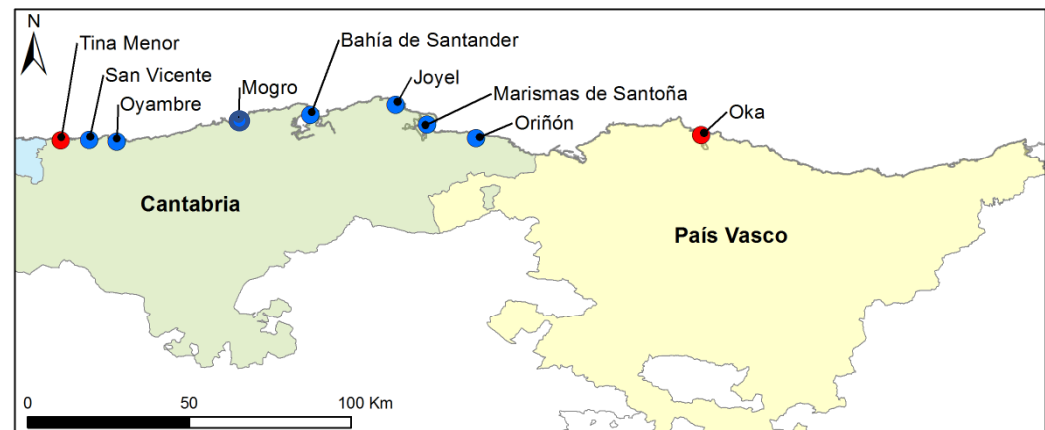 N
Tina Menor
San Vicente
Oyambre
Mogro
Bahía de Santander
Joyel
Marismas de Santoña
Oriñón
Oka
Cantabria
País Vasco
0 50 100 Km